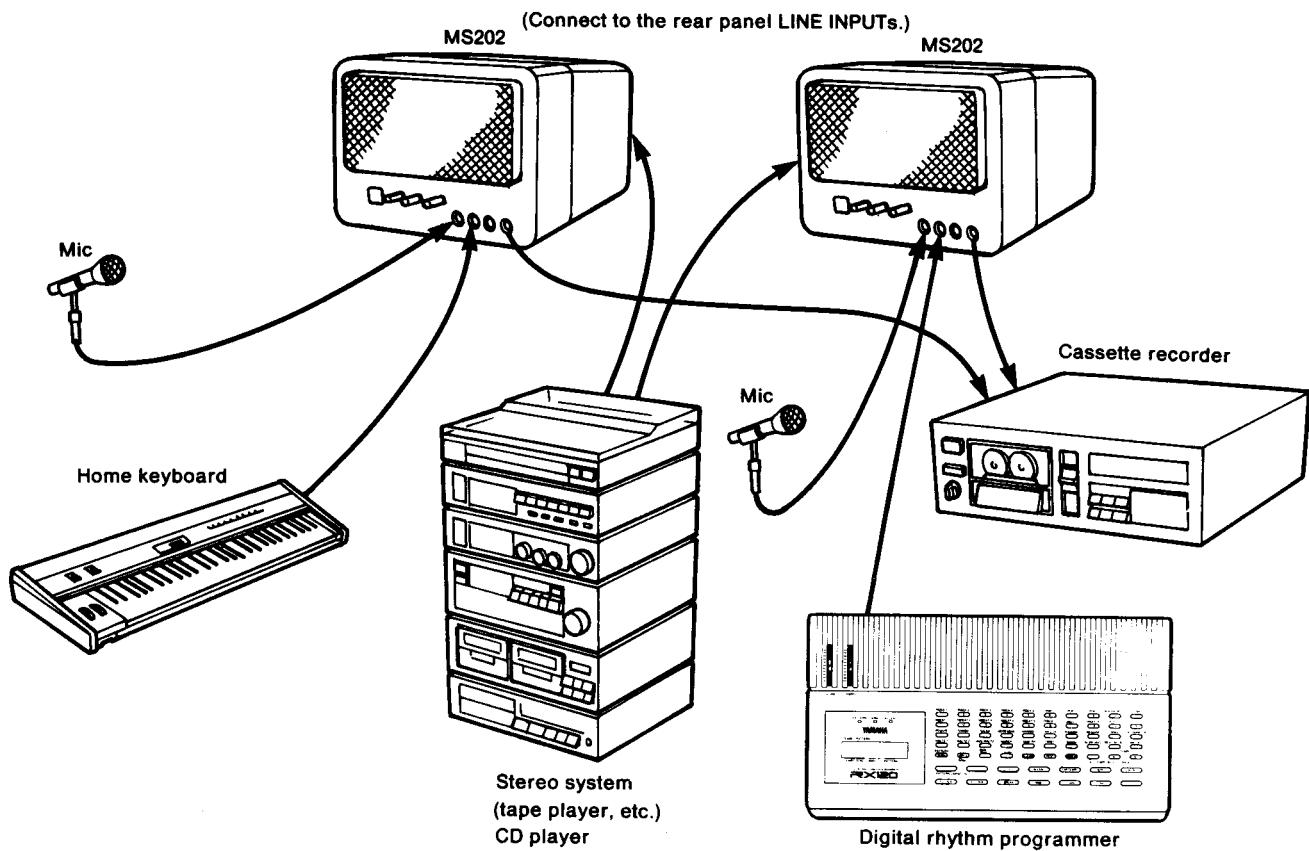 (Connect to the rear panel LINE INPUTs.)
MS202
MS202
Mic
Cassette recorder
Mic
Home keyboard
YAMAHA
RX120
Stereo system
(tape player, etc.)
CD player
Digital rhythm programmer